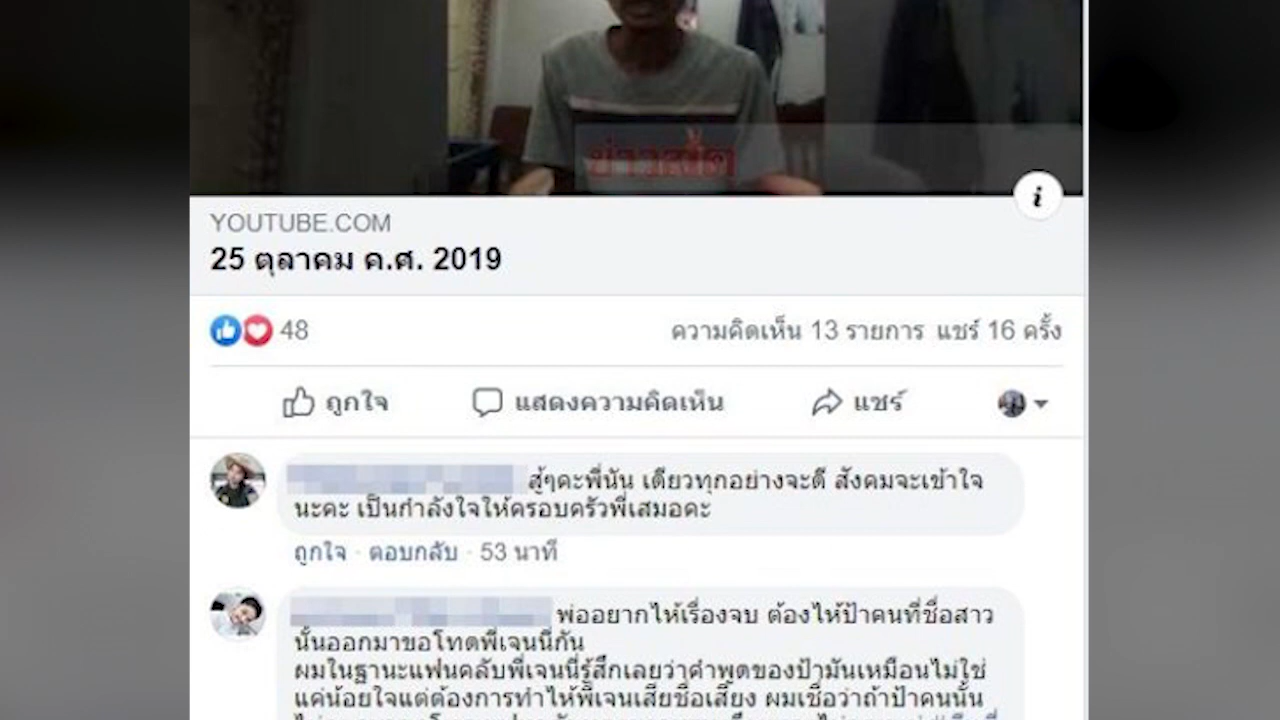 ข่าวสด
YOUTUBE.COM
25 ตุลาคม ค.ศ. 2019
48
ความคิดเห็น 13 รายการ แชร์ 16 ครั้ง
ถูกใจ
แสดงความคิดเห็น
แชร์
สู้ๆคะพี่นัน เดียวทุกอย่างจะดี สังคมจะเข้าใจ
นะคะ เป็นกำลังใจให้ครอบครัวพี่เสมอคะ
ถูกใจ · ตอบกลับ · 53 นาที
พ่ออยากไห้เรื่องจบ ต้องไห้ป้าคนที่ชื่อสาว
นั้นออกมาขอโทดพี่เจนนี่กัน
ผมในฐานะแฟนคลับพี่เจนนี่รู้สึกเลยว่าคำพูดของป้ามันเหมือนไม่ใช่
แค่น้อยใจแต่ต้องการทำไห้พี่เจนเสียชื่อเสี่ยง ผมเชื่อว่าถ้าป้าคนนั้น